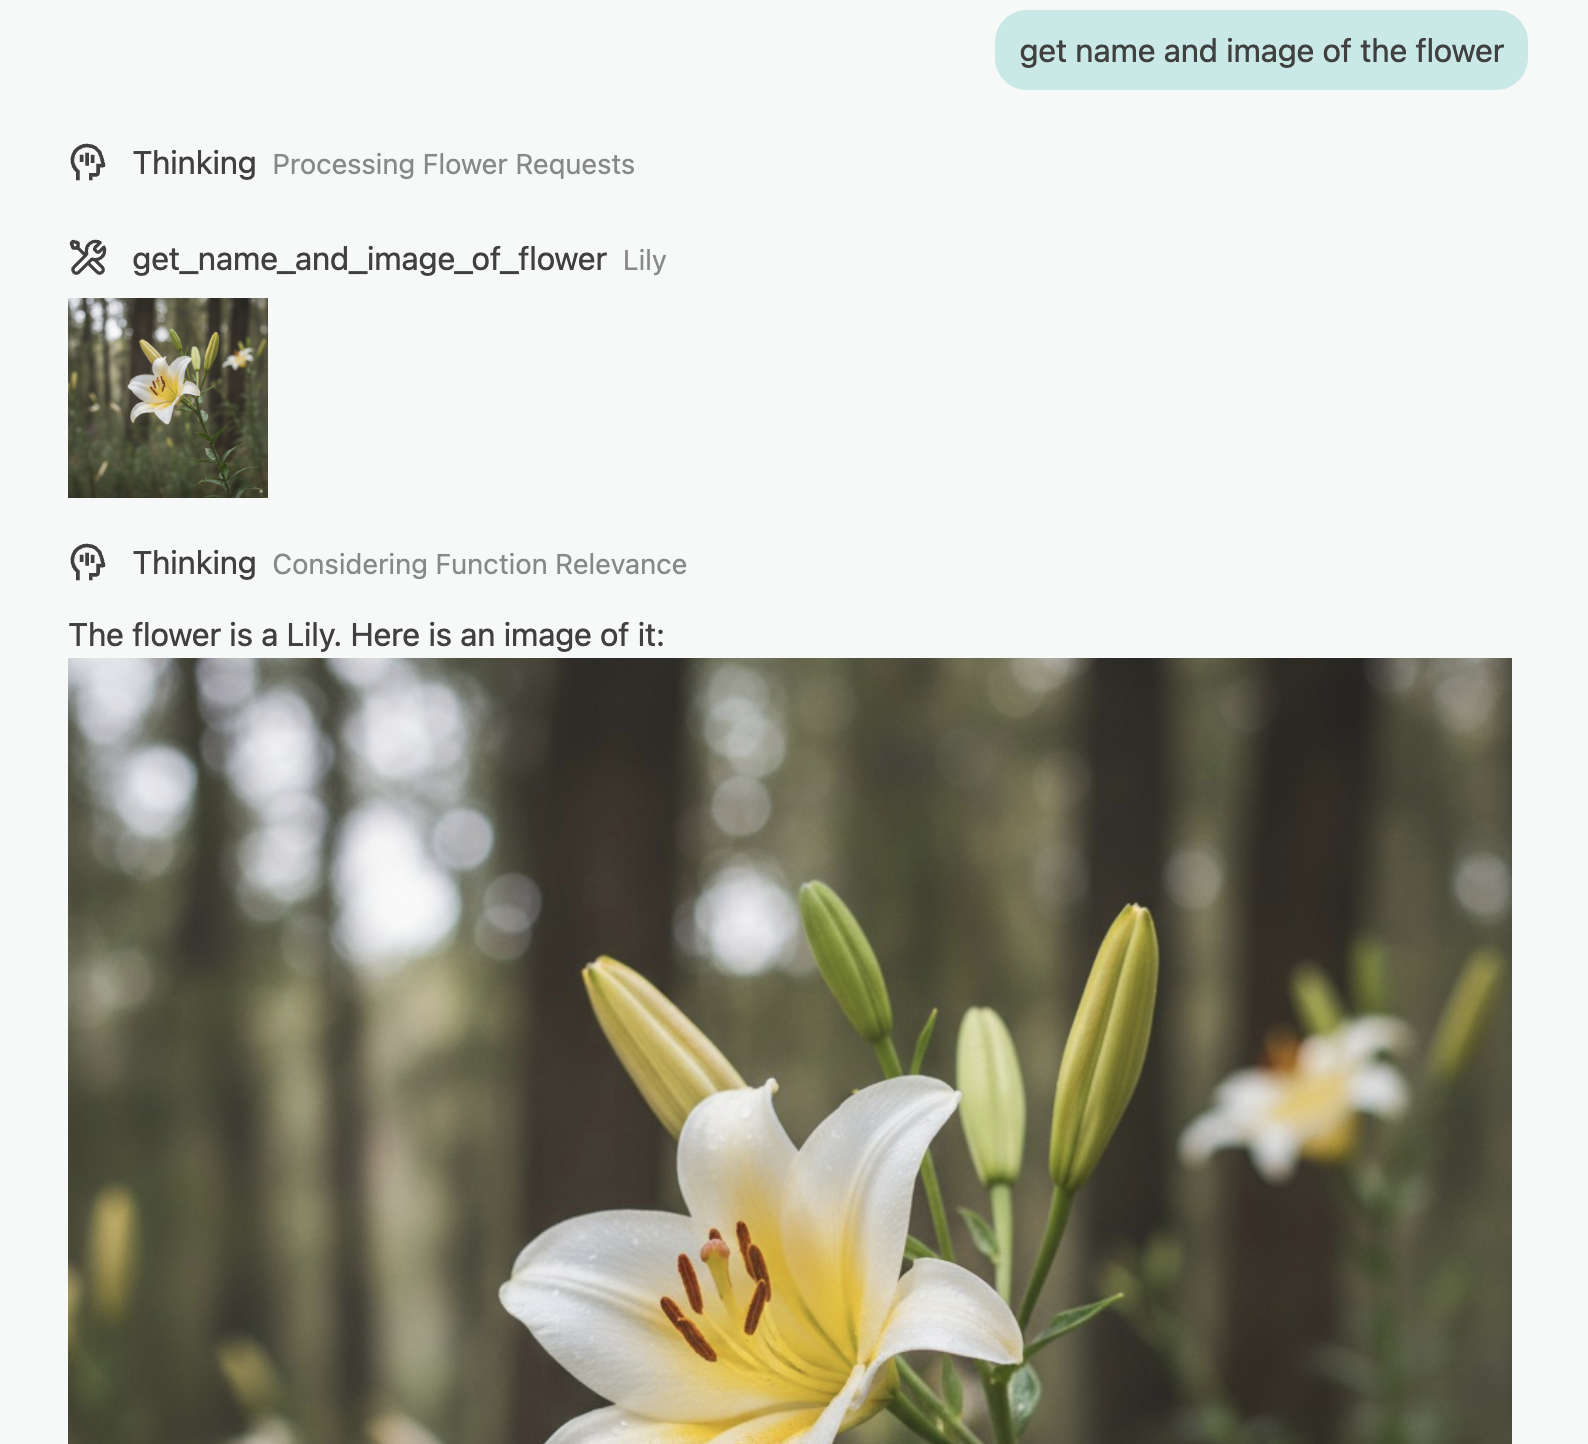 get name and image of the flower
Thinking Processing Flower Requests
get_name_and_image_of_flower Lily
Thinking Considering Function Relevance
The flower is a Lily. Here is an image of it: